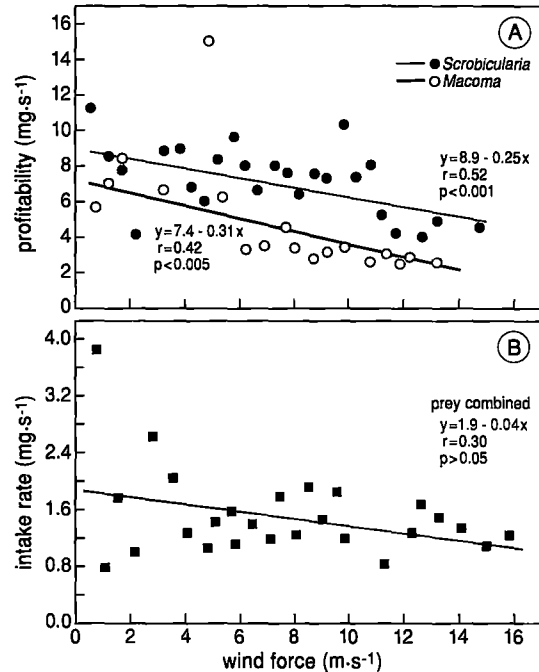 A
Scrobicularia
Macoma
profitability (mg·s-1)
16
14
12
10
8
6
4
2
0
y=8.9 - 0.25x
r=0.52
p<0.001
y=7.4 - 0.31x
r=0.42
p<0.005
B
prey combined
y=1.9 - 0.04x
r=0.30
p>0.05
intake rate (mg·s-1)
4.0
3.2
2.4
1.6
0.8
0.0
0 2 4 6 8 10 12 14 16
wind force (m·s-1)